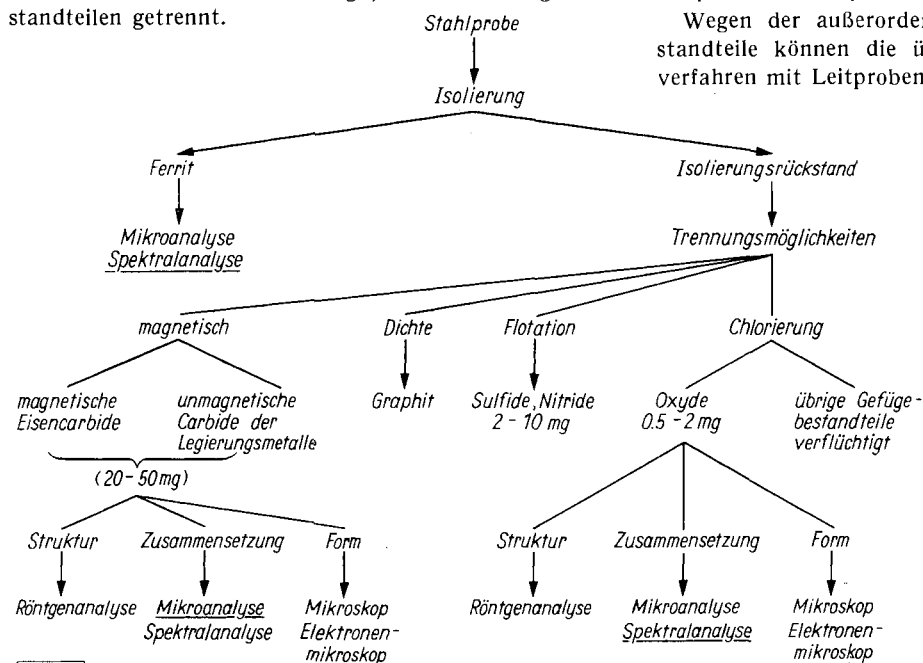 standteilen getrennt.
Wegen der außerorde
standteile können die ü
verfahren mit Leitproben
Stahlprobe
Isolierung
Ferrit
Isolierungsrückstand
Mikroanalyse
Spektralanalyse
Trennungsmöglichkeiten
magnetisch
Dichte
Flotation
Chlorierung
magnetische
Eisencarbide
unmagnetische
Carbide der
Legierungsmetalle
Graphit
Sulfide, Nitride
2 - 10 mg
Oxyde
0.5 - 2 mg
übrige Gefüge-
bestandteile
verflüchtigt
(20 - 50 mg)
Struktur
Zusammensetzung
Form
Struktur
Zusammensetzung
Form
Röntgenanalyse
Mikroanalyse
Spektralanalyse
Mikroskop
Elektronen-
mikroskop
Röntgenanalyse
Mikroanalyse
Spektralanalyse
Mikroskop
Elektronen-
mikroskop